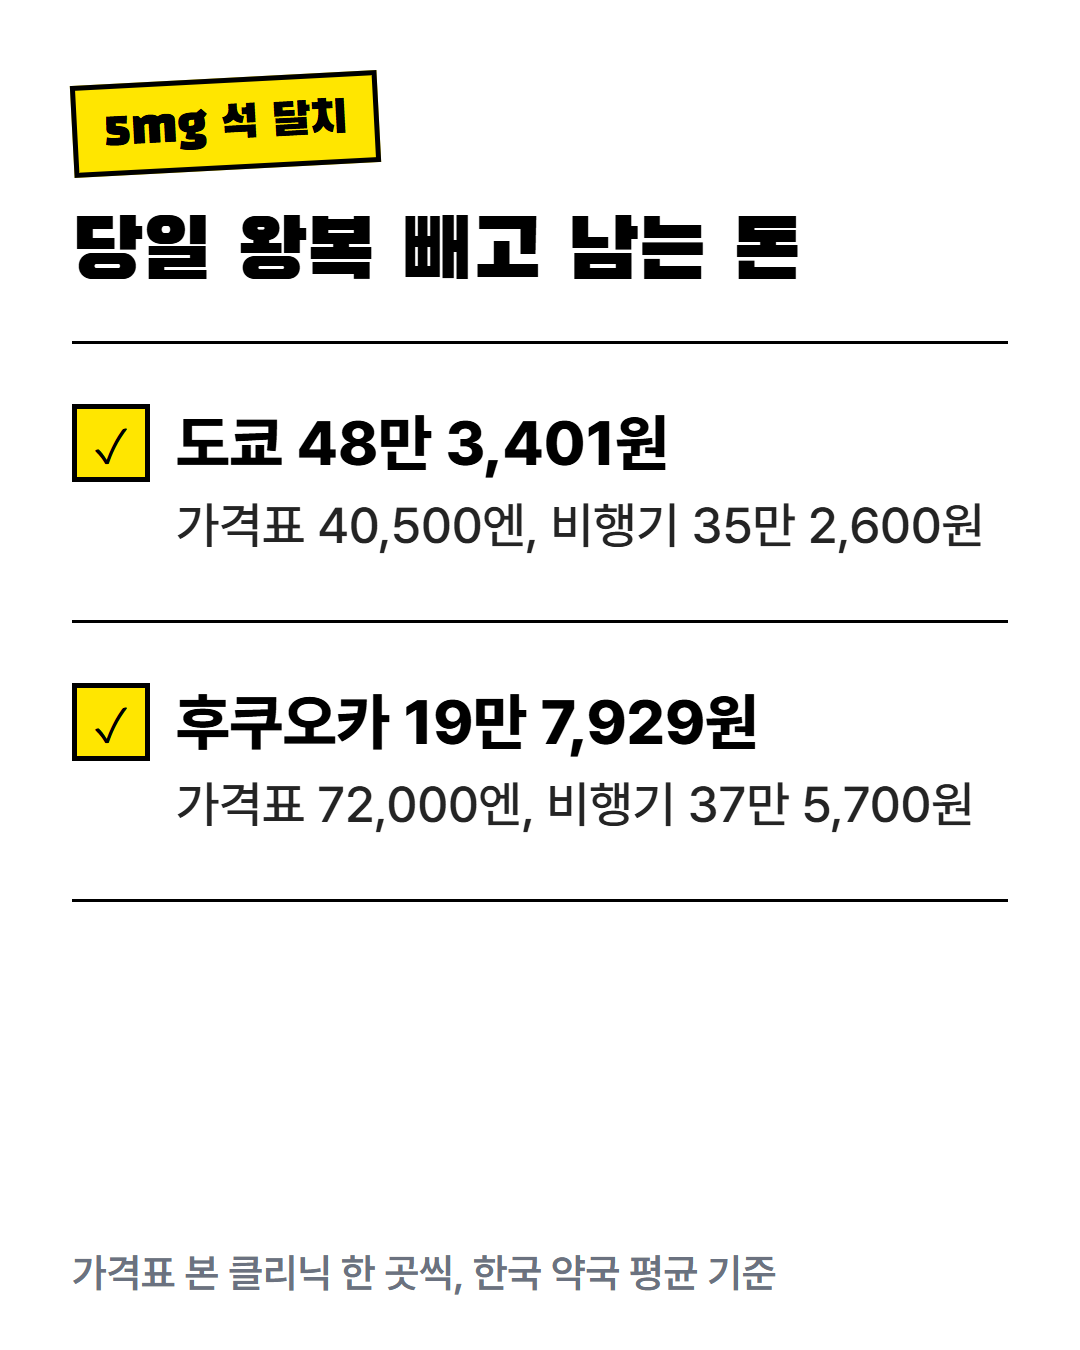 5mg 석 달치
당일 왕복 빼고 남는 돈
✓ 도쿄 48만 3,401원
가격표 40,500엔, 비행기 35만 2,600원
✓ 후쿠오카 19만 7,929원
가격표 72,000엔, 비행기 37만 5,700원
가격표 본 클리닉 한 곳씩, 한국 약국 평균 기준